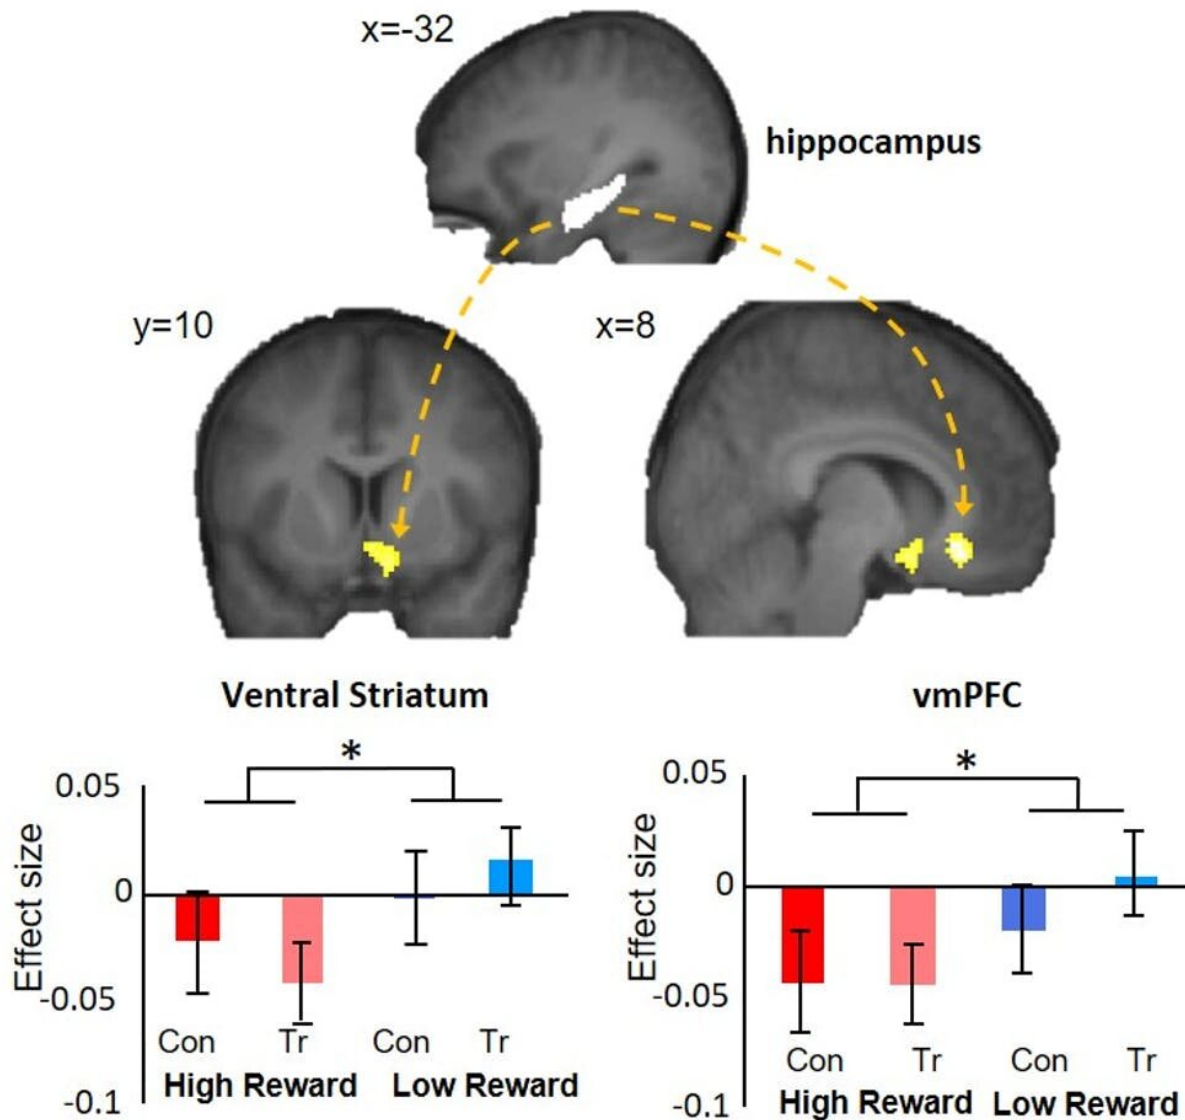 x=-32
hippocampus
y=10
x=8
Ventral Striatum
vmPFC
*
0.05
0
-0.05
-0.1
Effect size
Con Tr Con Tr
High Reward Low Reward
*
0.05
0
-0.05
-0.1
Effect size
Con Tr Con Tr
High Reward Low Reward